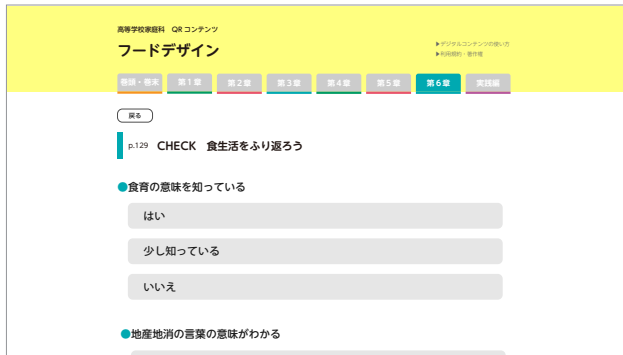 高等学校家庭科 QRコンテンツ
フードデザイン
▶デジタルコンテンツの使い方
▶利用規約・著作権
巻頭・巻末 第1章 第2章 第3章 第4章 第5章 第6章 実践編
戻る
p.129 CHECK 食生活をふり返ろう
●食育の意味を知っている
はい
少し知っている
いいえ
●地産地消の言葉の意味がわかる